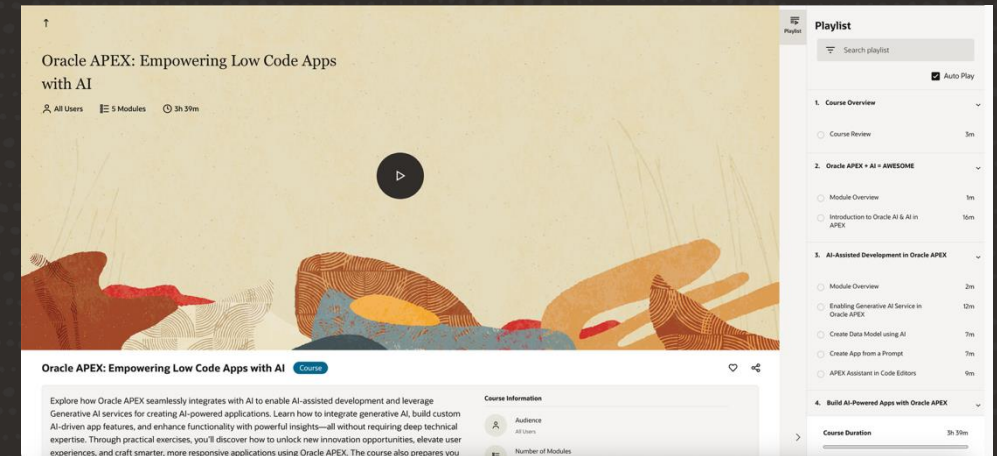 Oracle APEX: Empowering Low Code Apps
with AI
All Users 5 Modules 3h 39m
Oracle APEX: Empowering Low Code Apps with AI Course
Explore how Oracle APEX seamlessly integrates with AI to enable AI-assisted development and leverage
Generative AI services for creating AI-powered applications. Learn how to integrate generative AI, build custom
AI-driven app features, and enhance functionality with powerful insights—all without requiring deep technical
expertise. Through practical exercises, you'll discover how to unlock new innovation opportunities, elevate user
experiences, and craft smarter, more responsive applications using Oracle APEX. The course also prepares you
Course Information
Audience
All Users
Number of Modules
Playlist
Playlist
Search playlist
Auto Play
1. Course Overview
Course Review 3m
2. Oracle APEX + AI = AWESOME
Module Overview 1m
Introduction to Oracle AI & AI in 16m
APEX
3. AI-Assisted Development in Oracle APEX
Module Overview 2m
Enabling Generative AI Service in 12m
Oracle APEX
Create Data Model using AI 7m
Create App from a Prompt 7m
APEX Assistant in Code Editors 9m
4. Build AI-Powered Apps with Oracle APEX
Course Duration 3h 39m